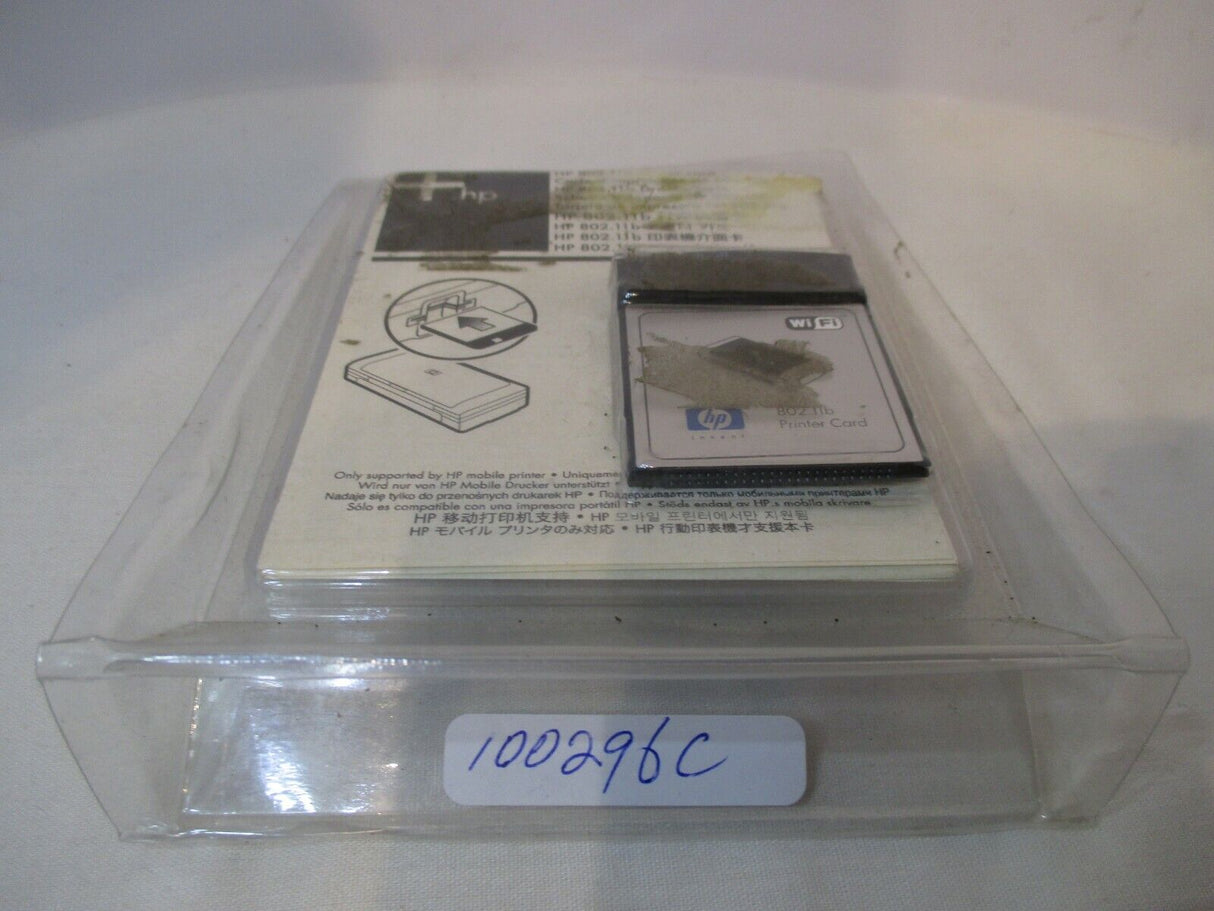 hp
HP 802.11b
HP 802.11b
HP 802.11b 印表機介面卡
HP 802.
Wi Fi
hp
invent
802.11b
Printer Card
Only supported by HP mobile printer •
Wird nur von HP Mobile Drucker unterstützt
Nadaje się tylko do przenośnych drukarek HP • Поддерживается только мобильными принтерами HP
Sólo es compatible con una impresora portátil HP • Stöds endast av HP:s mobila skrivare
HP 移动打印机支持 • HP 모바일 프린터에서만 지원됨
HP モバイル プリンタのみ対応 • HP 行動印表機才支援本卡
100296C